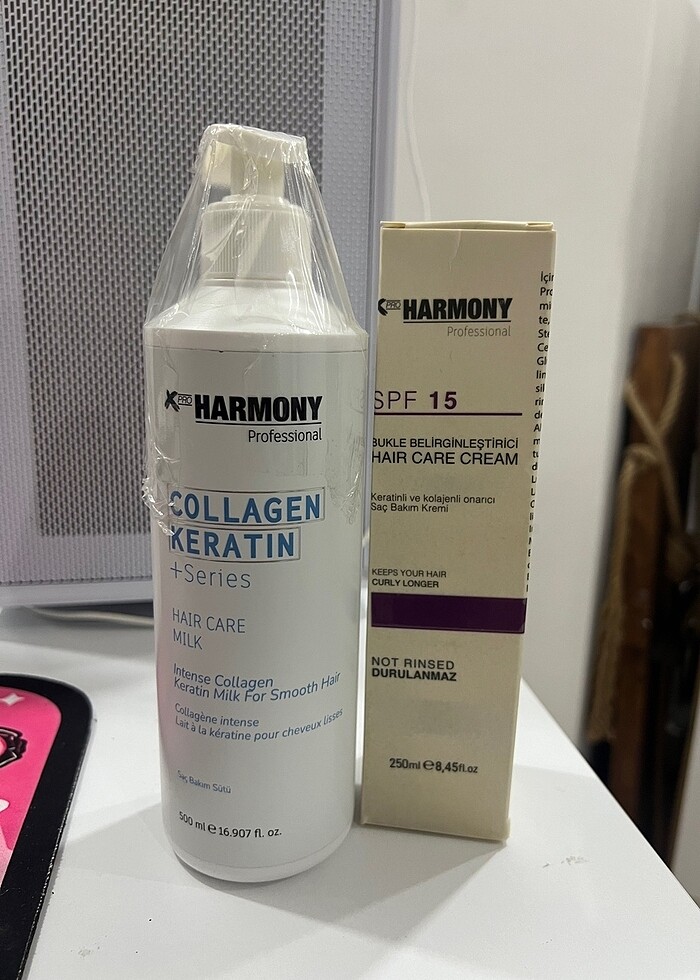 PRO HARMONY
Professional
COLLAGEN
KERATIN
+Series
HAIR CARE
MILK
Intense Collagen
Keratin Milk For Smooth Hair
Collagène intense
Lait à la kératine pour cheveux lisses
Saç Bakım Sütü
500 ml ℮ 16.907 fl. oz.
PRO HARMONY
Professional
SPF 15
BUKLE BELİRGİNLEŞTİRİCİ
HAIR CARE CREAM
Keratinli ve kolajenli onarıcı
Saç Bakım Kremi
KEEPS YOUR HAIR
CURLY LONGER
NOT RINSED
DURULANMAZ
250ml ℮ 8,45fl.oz